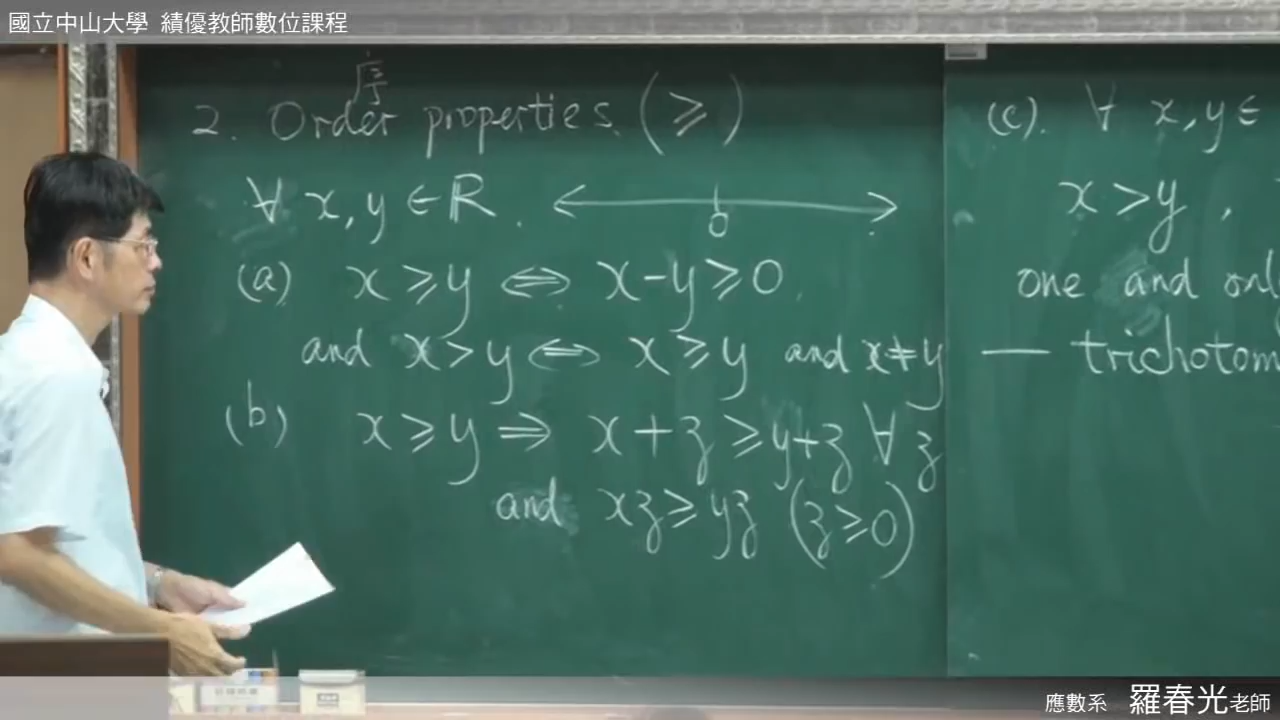 國立中山大學 績優教師數位課程
序
2. Order properties. (⩾)
∀ x, y ∈ ℝ.
0
(a) x ⩾ y ⇔ x-y ⩾ 0.
and x > y ⇔ x ⩾ y and x ≠ y
(b) x ⩾ y ⇒ x+z ⩾ y+z ∀ z
and xz ⩾ yz (z ⩾ 0)
(c). ∀ x, y ∈
x > y ,
one and onl
— trichotom
應數系 羅春光老師